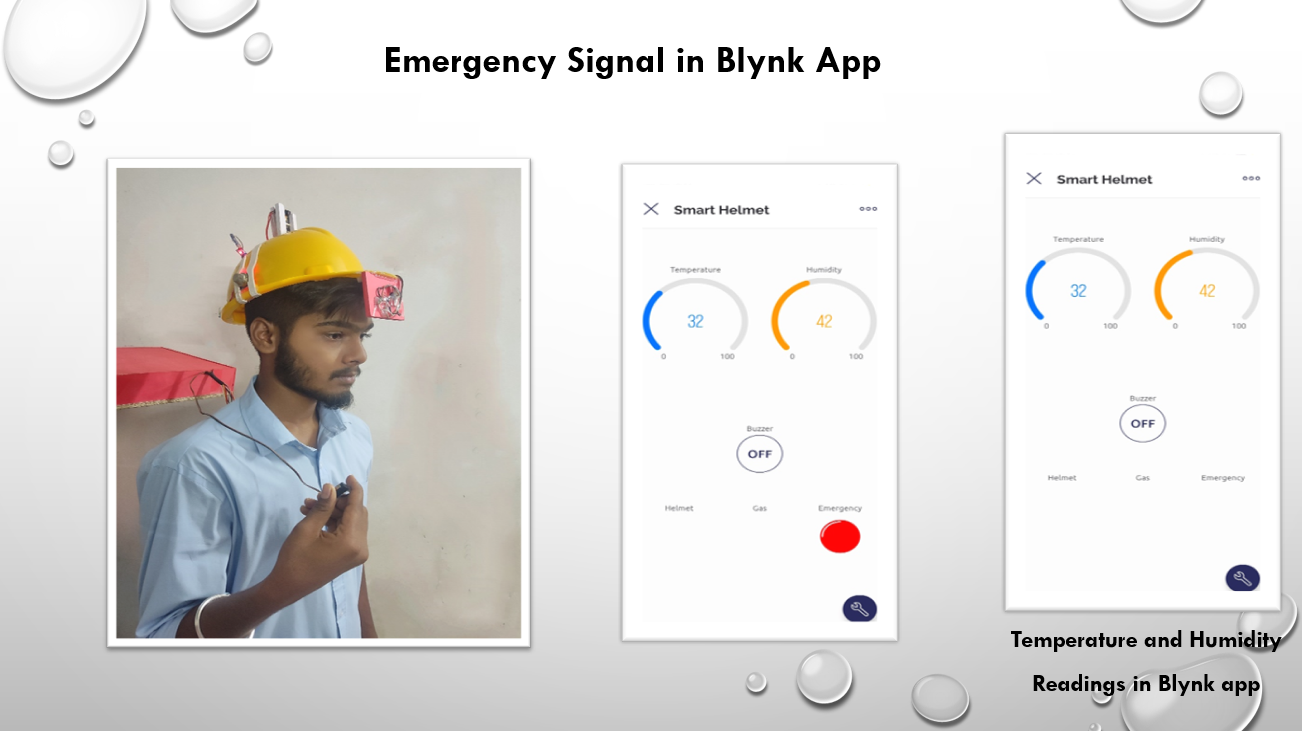 Emergency Signal in Blynk App
Smart Helmet
Temperature
Humidity
32
42
0
100
0
100
Buzzer
OFF
Helmet
Gas
Emergency
Smart Helmet
Temperature
Humidity
32
42
0
100
0
100
Buzzer
OFF
Helmet
Gas
Emergency
Temperature and Humidity
Readings in Blynk app